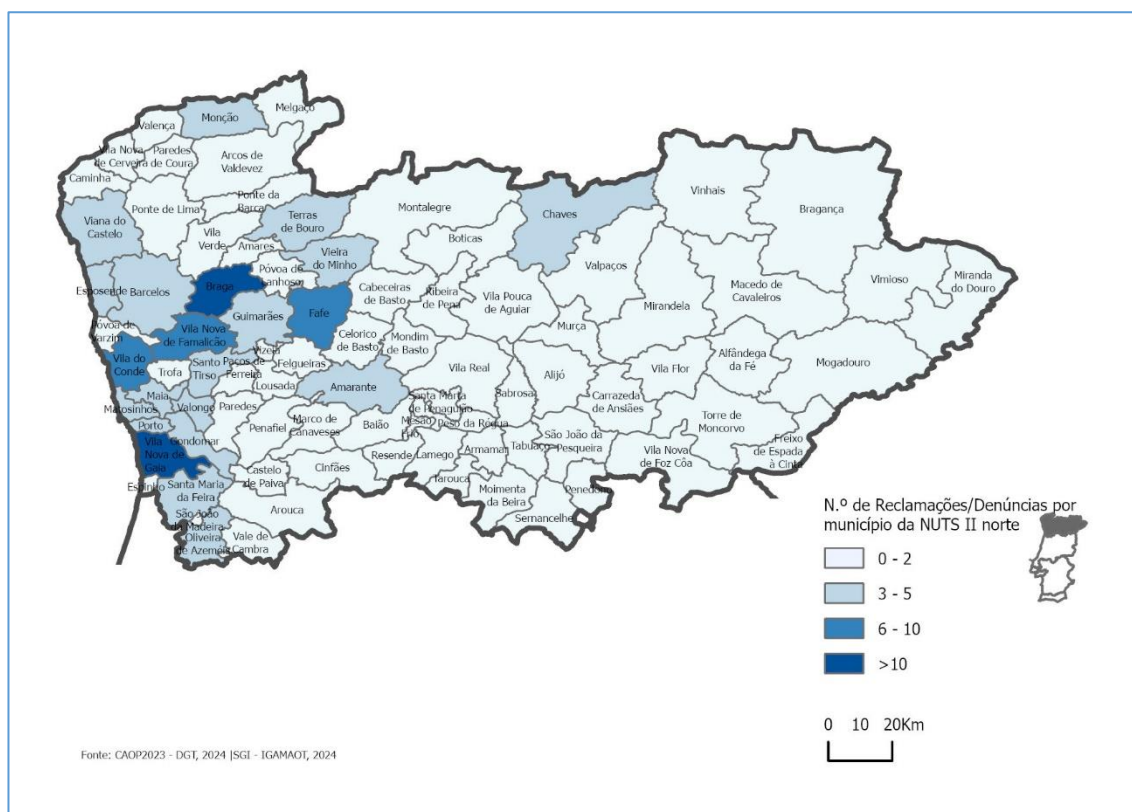 Melgaço
Monção
Valença
Vila Nova
de Cerveira
Paredes
de Coura
Arcos de
Valdevez
Caminha
Ponte da
Barca
Ponte de Lima
Viana do
Castelo
Terras
de Bouro
Vila
Verde
Amares
Vieira
do Minho
Montalegre
Boticas
Chaves
Vinhais
Bragança
Valpaços
Vimioso
Miranda
do Douro
Macedo de
Cavaleiros
Mirandela
Esposende
Barcelos
Braga
Póvoa de
Lanhoso
Cabeceiras
de Basto
Ribeira
de Pena
Vila Pouca
de Aguiar
Guimarães
Fafe
Póvoa de
Varzim
Vila Nova
de Famalicão
Celorico
de Basto
Mondim
de Basto
Murça
Alfândega
da Fé
Mogadouro
Vila do
Conde
Trofa
Santo
Tirso
Vizela
Paços de
Ferreira
Felgueiras
Lousada
Amarante
Vila Real
Sabrosa
Alijó
Vila Flor
Carrazeda
de Ansiães
Torre de
Moncorvo
Freixo
de Espada
à Cinta
Maia
Matosinhos
Valongo
Paredes
Porto
Penafiel
Marco de
Canaveses
Baião
Santa Marta
de Penaguião
Mesão
Frio
Peso da Régua
Vila
Nova de
Gaia
Gondomar
Castelo
de Paiva
Cinfães
Resende
Lamego
Armamar
Tabuaço
São João da
Pesqueira
Vila Nova
de Foz Côa
Espinho
Santa Maria
da Feira
Arouca
Tarouca
Moimenta
da Beira
Penedono
Sernancelhe
São João
da Madeira
Oliveira
de Azeméis
Vale de
Cambra
N.º de Reclamações/Denúncias por
município da NUTS II norte
0 - 2
3 - 5
6 - 10
>10
0 10 20Km
Fonte: CAOP2023 - DGT, 2024 |SGI - IGAMAOT, 2024